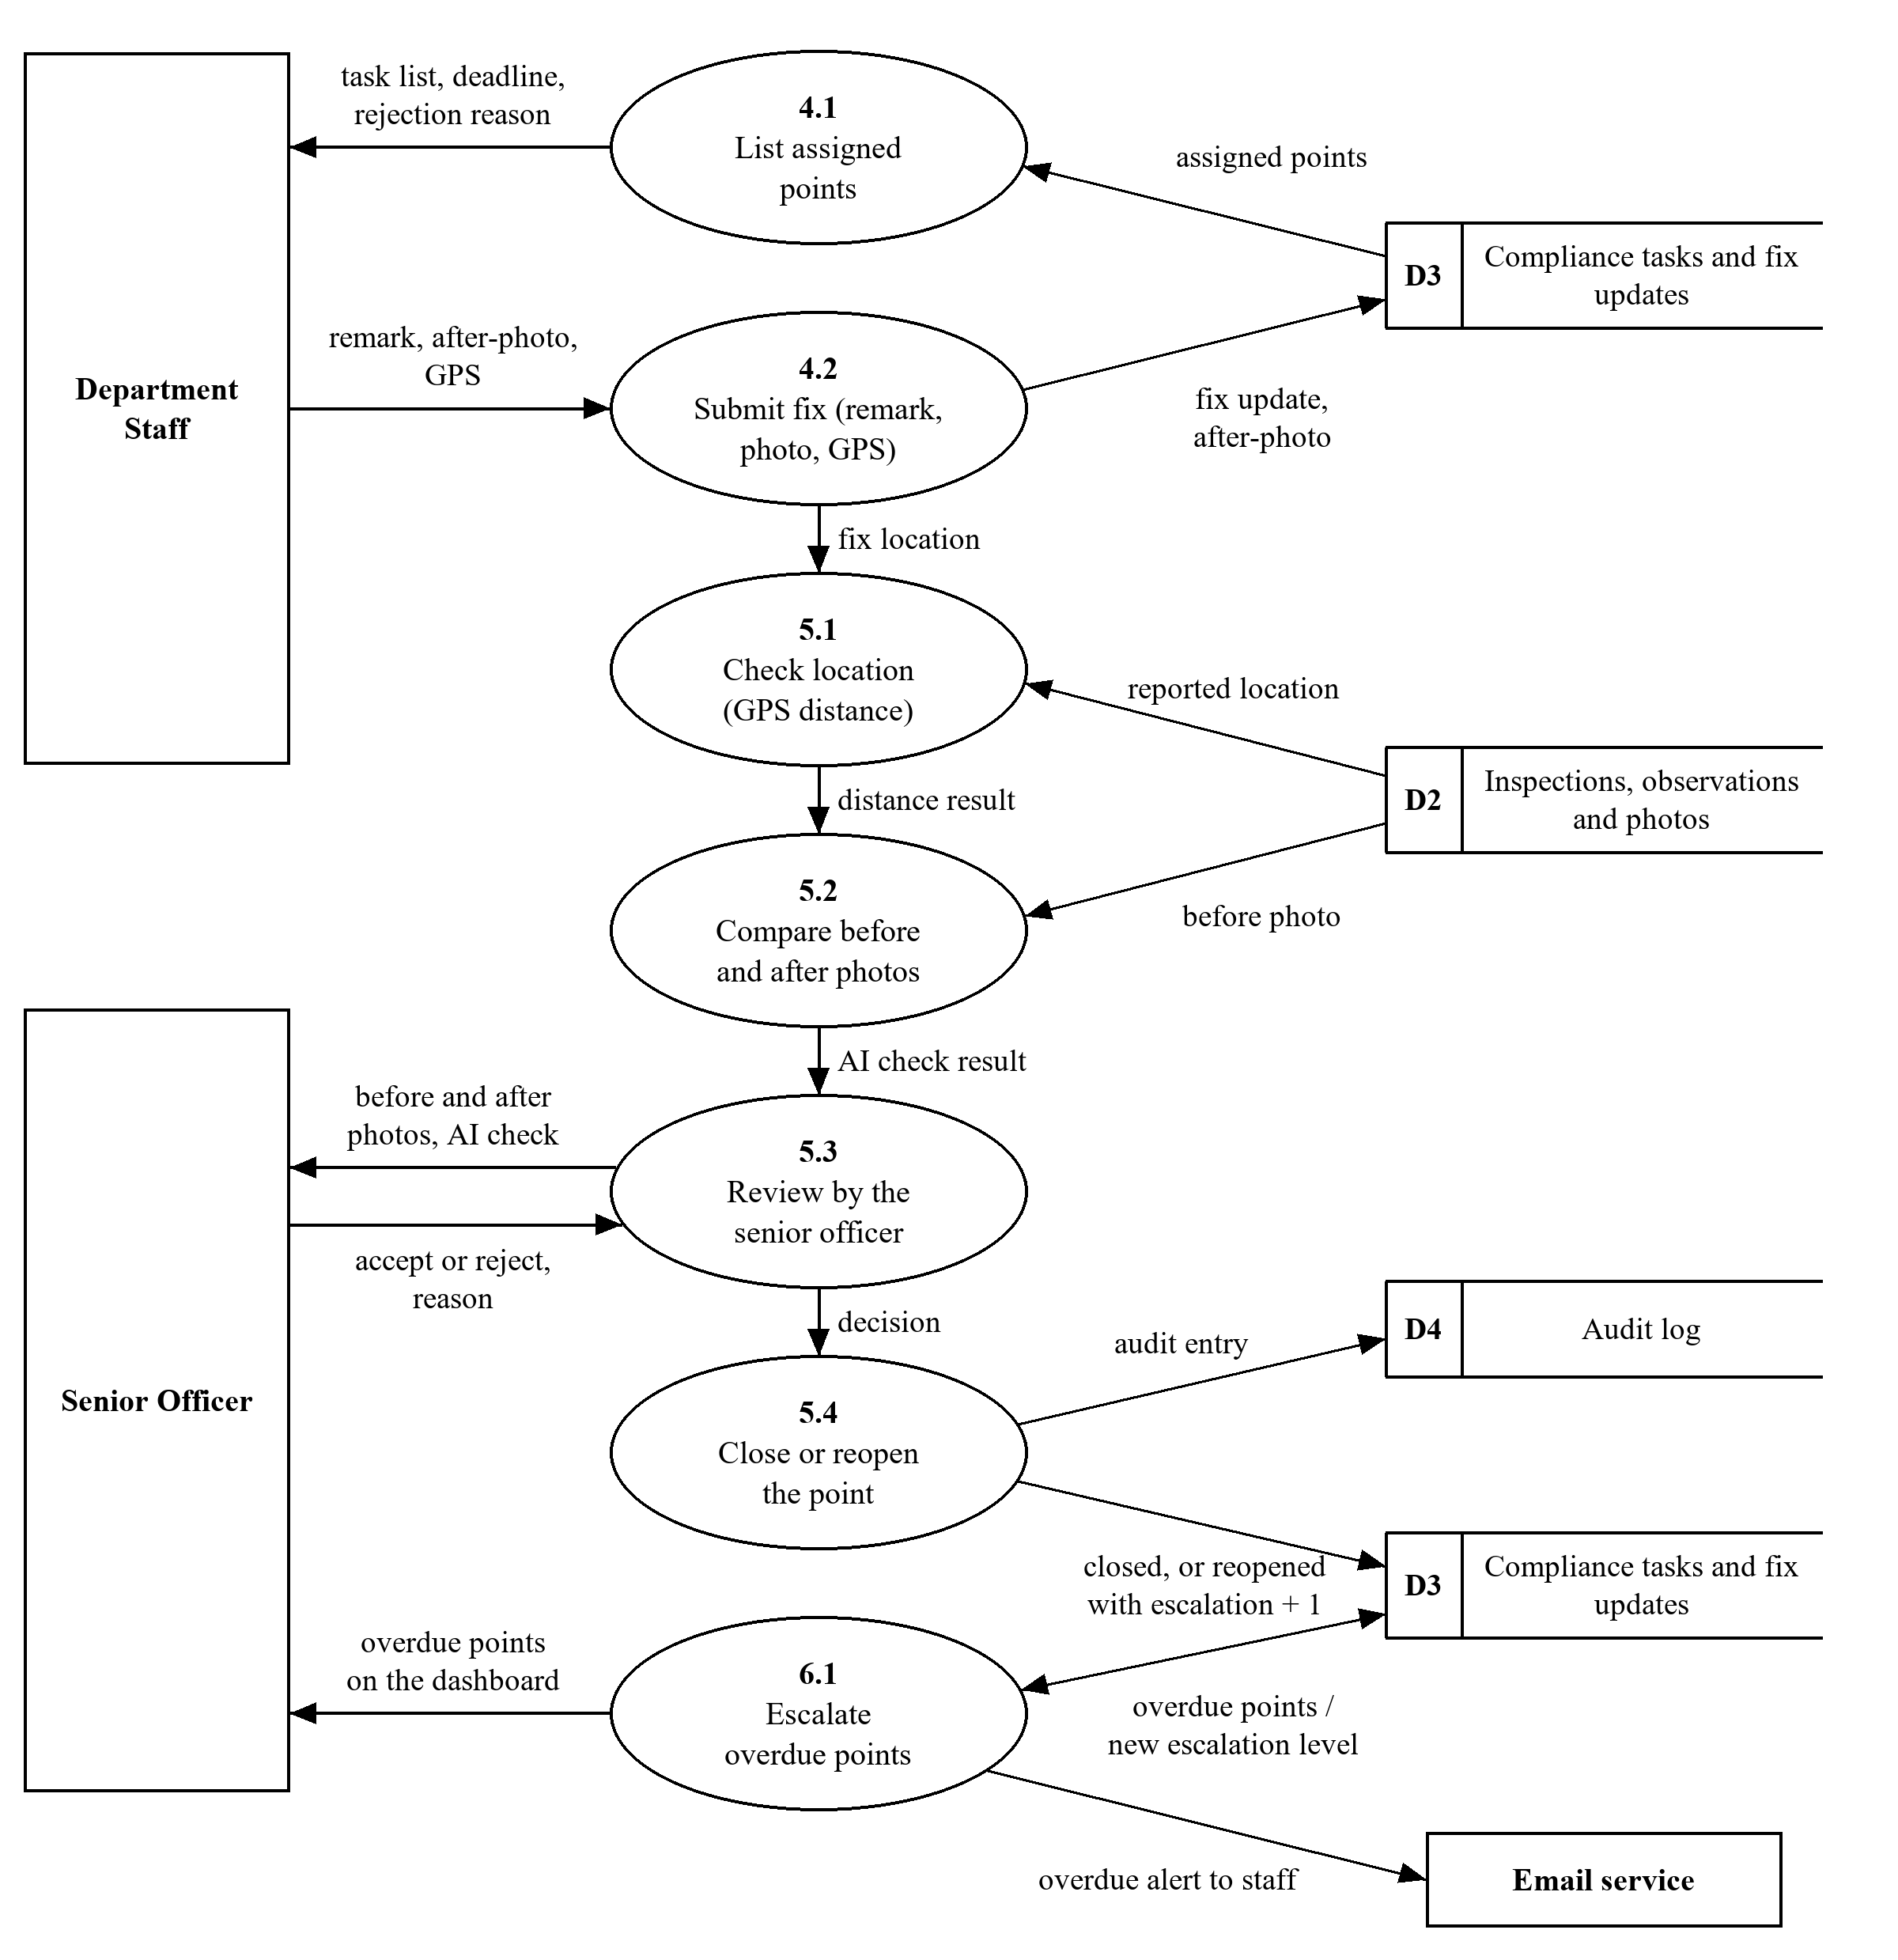 task list, deadline,
rejection reason
4.1
List assigned
points
assigned points
D3
Compliance tasks and fix
updates
Department
Staff
remark, after-photo,
GPS
4.2
Submit fix (remark,
photo, GPS)
fix update,
after-photo
fix location
5.1
Check location
(GPS distance)
reported location
D2
Inspections, observations
and photos
distance result
5.2
Compare before
and after photos
before photo
AI check result
before and after
photos, AI check
5.3
Review by the
senior officer
accept or reject,
reason
decision
Senior Officer
5.4
Close or reopen
the point
audit entry
D4
Audit log
closed, or reopened
with escalation + 1
D3
Compliance tasks and fix
updates
overdue points
on the dashboard
6.1
Escalate
overdue points
overdue points /
new escalation level
overdue alert to staff
Email service